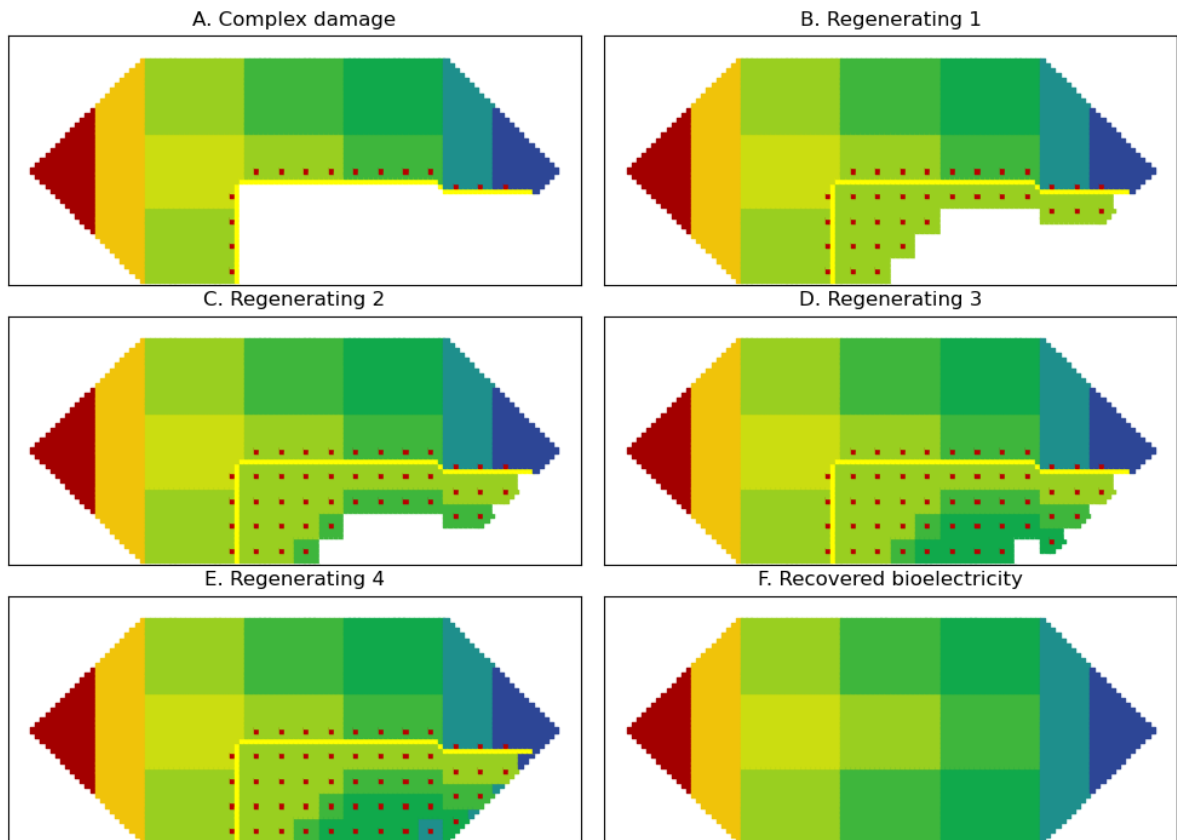 A. Complex damage
B. Regenerating 1
C. Regenerating 2
D. Regenerating 3
E. Regenerating 4
F. Recovered bioelectricity